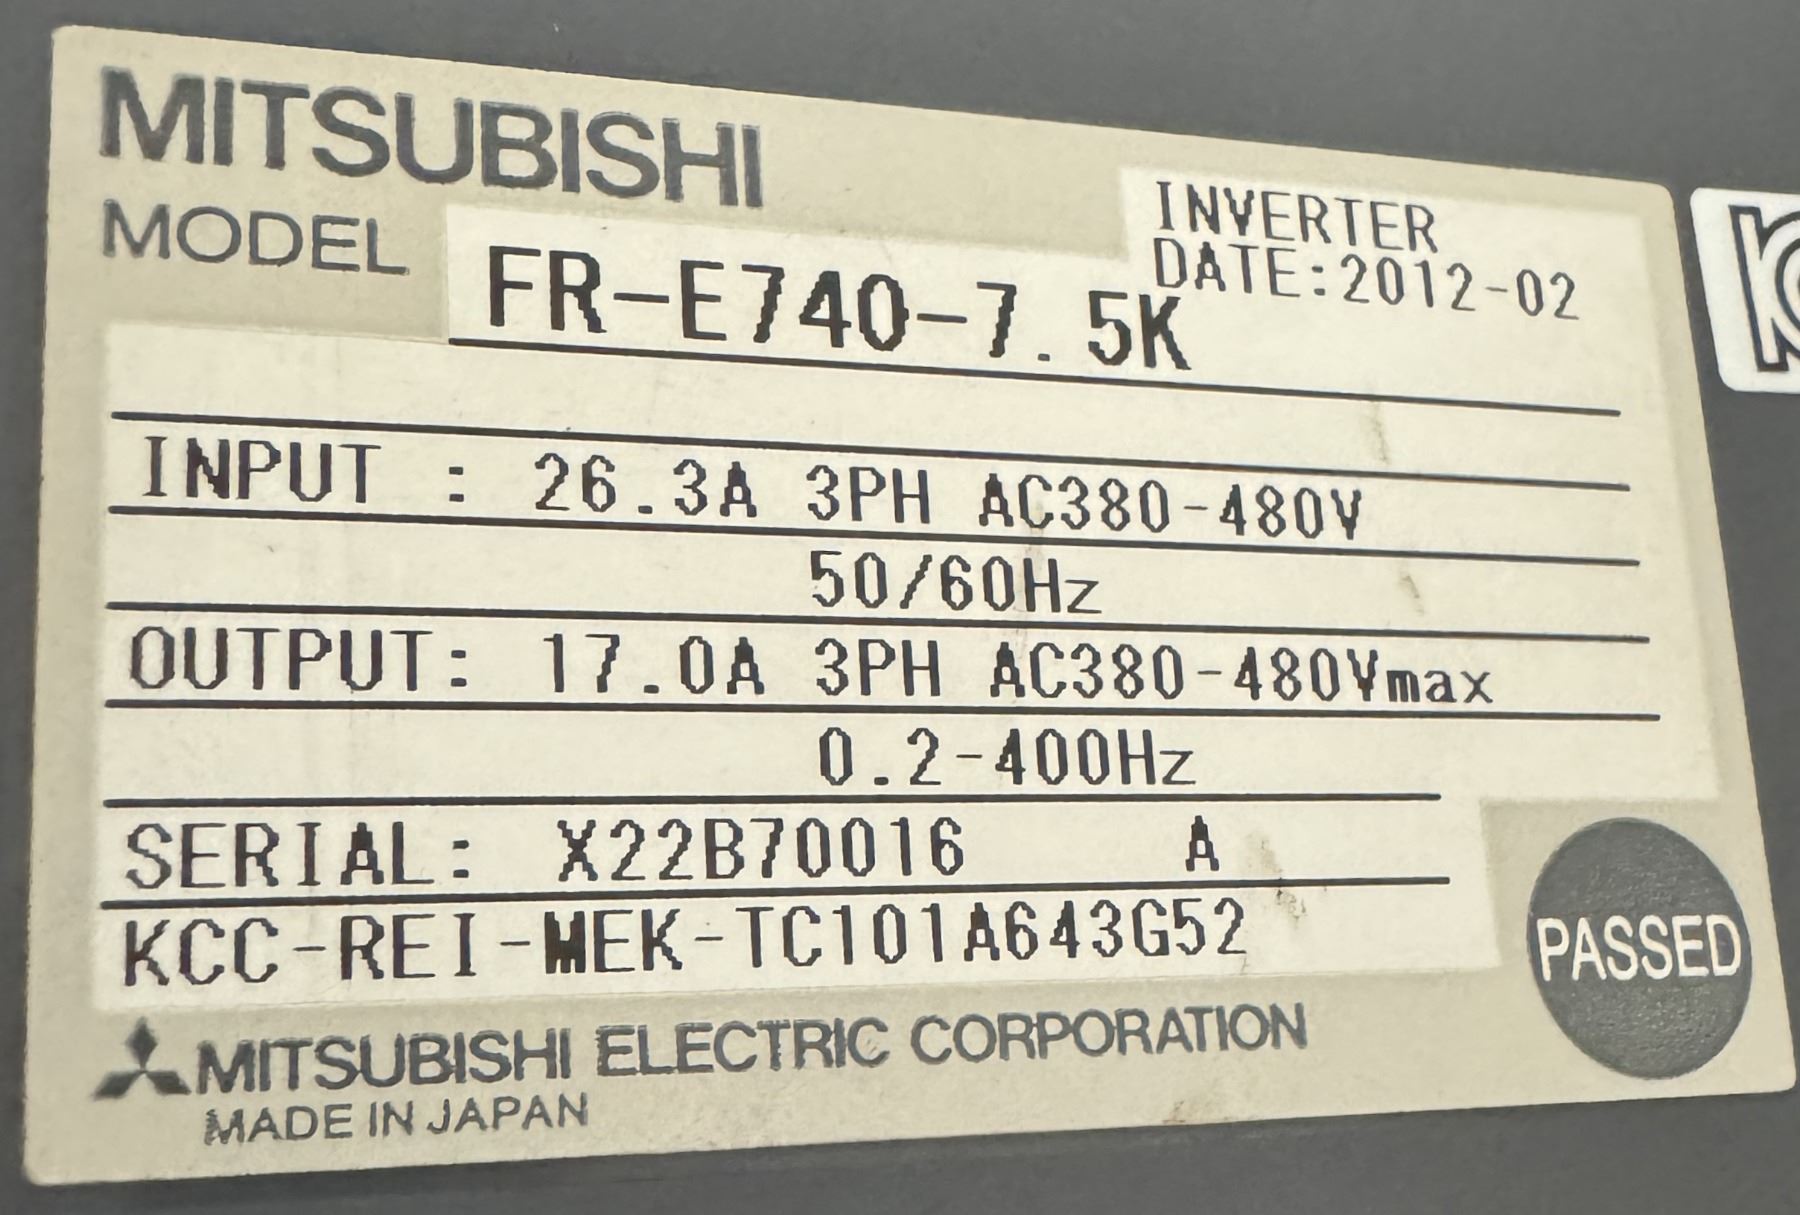 MITSUBISHI
INVERTER
DATE:2012-02
MODEL FR-E740-7.5K
INPUT : 26.3A 3PH AC380-480V
50/60Hz
OUTPUT: 17.0A 3PH AC380-480Vmax
0.2-400Hz
SERIAL: X22B70016 A
KCC-REI-MEK-TC101A643G52
PASSED
MITSUBISHI ELECTRIC CORPORATION
MADE IN JAPAN